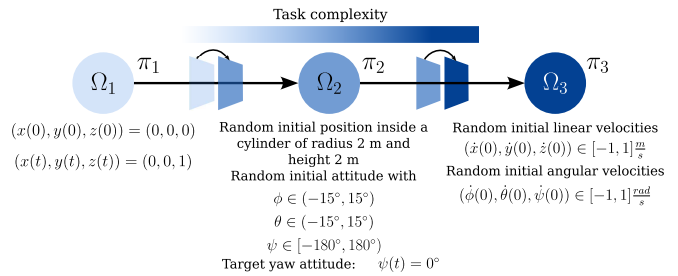 Task complexity
Ω₁ π₁ Ω₂ π₂ Ω₃ π₃
(x(0), y(0), z(0)) = (0, 0, 0)
(x(t), y(t), z(t)) = (0, 0, 1)
Random initial position inside a
cylinder of radius 2 m and
height 2 m
Random initial attitude with
ϕ ∈ (−15°, 15°)
θ ∈ (−15°, 15°)
ψ ∈ [−180°, 180°)
Target yaw attitude: ψ(t) = 0°
Random initial linear velocities
(ẋ(0), ẏ(0), ż(0)) ∈ [−1, 1] m/s
Random initial angular velocities
(ϕ̇(0), θ̇(0), ψ̇(0)) ∈ [−1, 1] rad/s